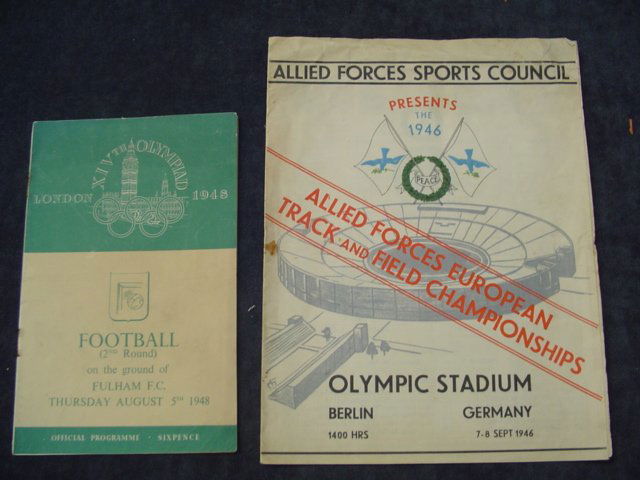 XIVTH OLYMPIAD
LONDON 1948
FOOTBALL
(2ND Round)
on the ground of
FULHAM F.C.
THURSDAY AUGUST 5TH 1948
OFFICIAL PROGRAMME · SIXPENCE
ALLIED FORCES SPORTS COUNCIL
PRESENTS
THE
1946
PEACE
ALLIED FORCES EUROPEAN
TRACK AND FIELD CHAMPIONSHIPS
OLYMPIC STADIUM
BERLIN GERMANY
1400 HRS 7-8 SEPT 1946